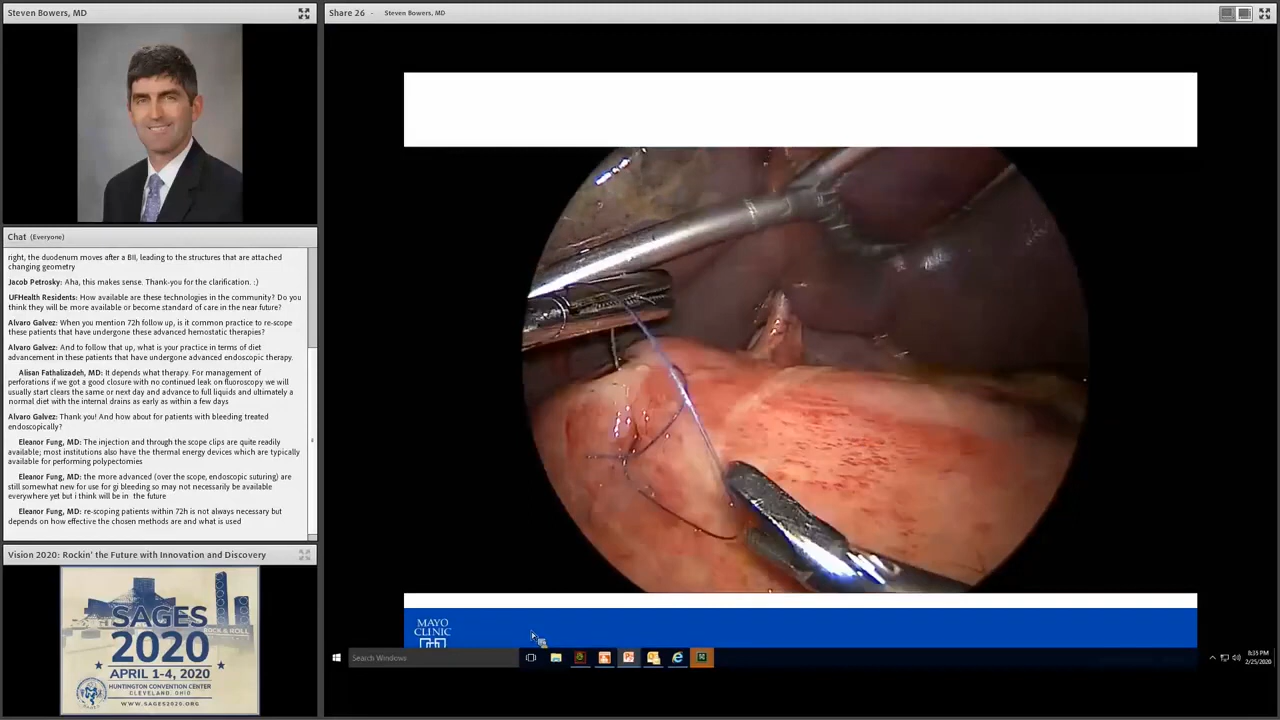 Steven Bowers, MD
Share 26 - Steven Bowers, MD
Chat (Everyone)
right, the duodenum moves after a BII, leading to the structures that are attached
changing geometry
Jacob Petrosky: Aha, this makes sense. Thank-you for the clarification. :)
UFHealth Residents: How available are these technologies in the community? Do you
think they will be more available or become standard of care in the near future?
Alvaro Galvez: When you mention 72h follow up, is it common practice to re-scope
these patients that have undergone these advanced hemostatic therapies?
Alvaro Galvez: And to follow that up, what is your practice in terms of diet
advancement in these patients that have undergone advanced endoscopic therapy.
Alisan Fathalizadeh, MD: It depends what therapy. For management of
perforations if we got a good closure with no continued leak on fluoroscopy we will
usually start clears the same or next day and advance to full liquids and ultimately a
normal diet with the internal drains as early as within a few days
Alvaro Galvez: Thank you! And how about for patients with bleeding treated
endoscopically?
Eleanor Fung, MD: The injection and through the scope clips are quite readily
available; most institutions also have the thermal energy devices which are typically
available for performing polypectomies
Eleanor Fung, MD: the more advanced (over the scope, endoscopic suturing) are
still somewhat new for use for gi bleeding so may not necessarily be available
everywhere yet but i think will be in the future
Eleanor Fung, MD: re-scoping patients within 72h is not always necessary but
depends on how effective the chosen methods are and what is used
Vision 2020: Rockin' the Future with Innovation and Discovery
ROCK & ROLL
SAGES
2020
APRIL 1-4, 2020
HUNTINGTON CONVENTION CENTER
CLEVELAND, OHIO
WWW.SAGES2020.ORG
MAYO
CLINIC
Search Windows
8:35 PM
2/25/2020